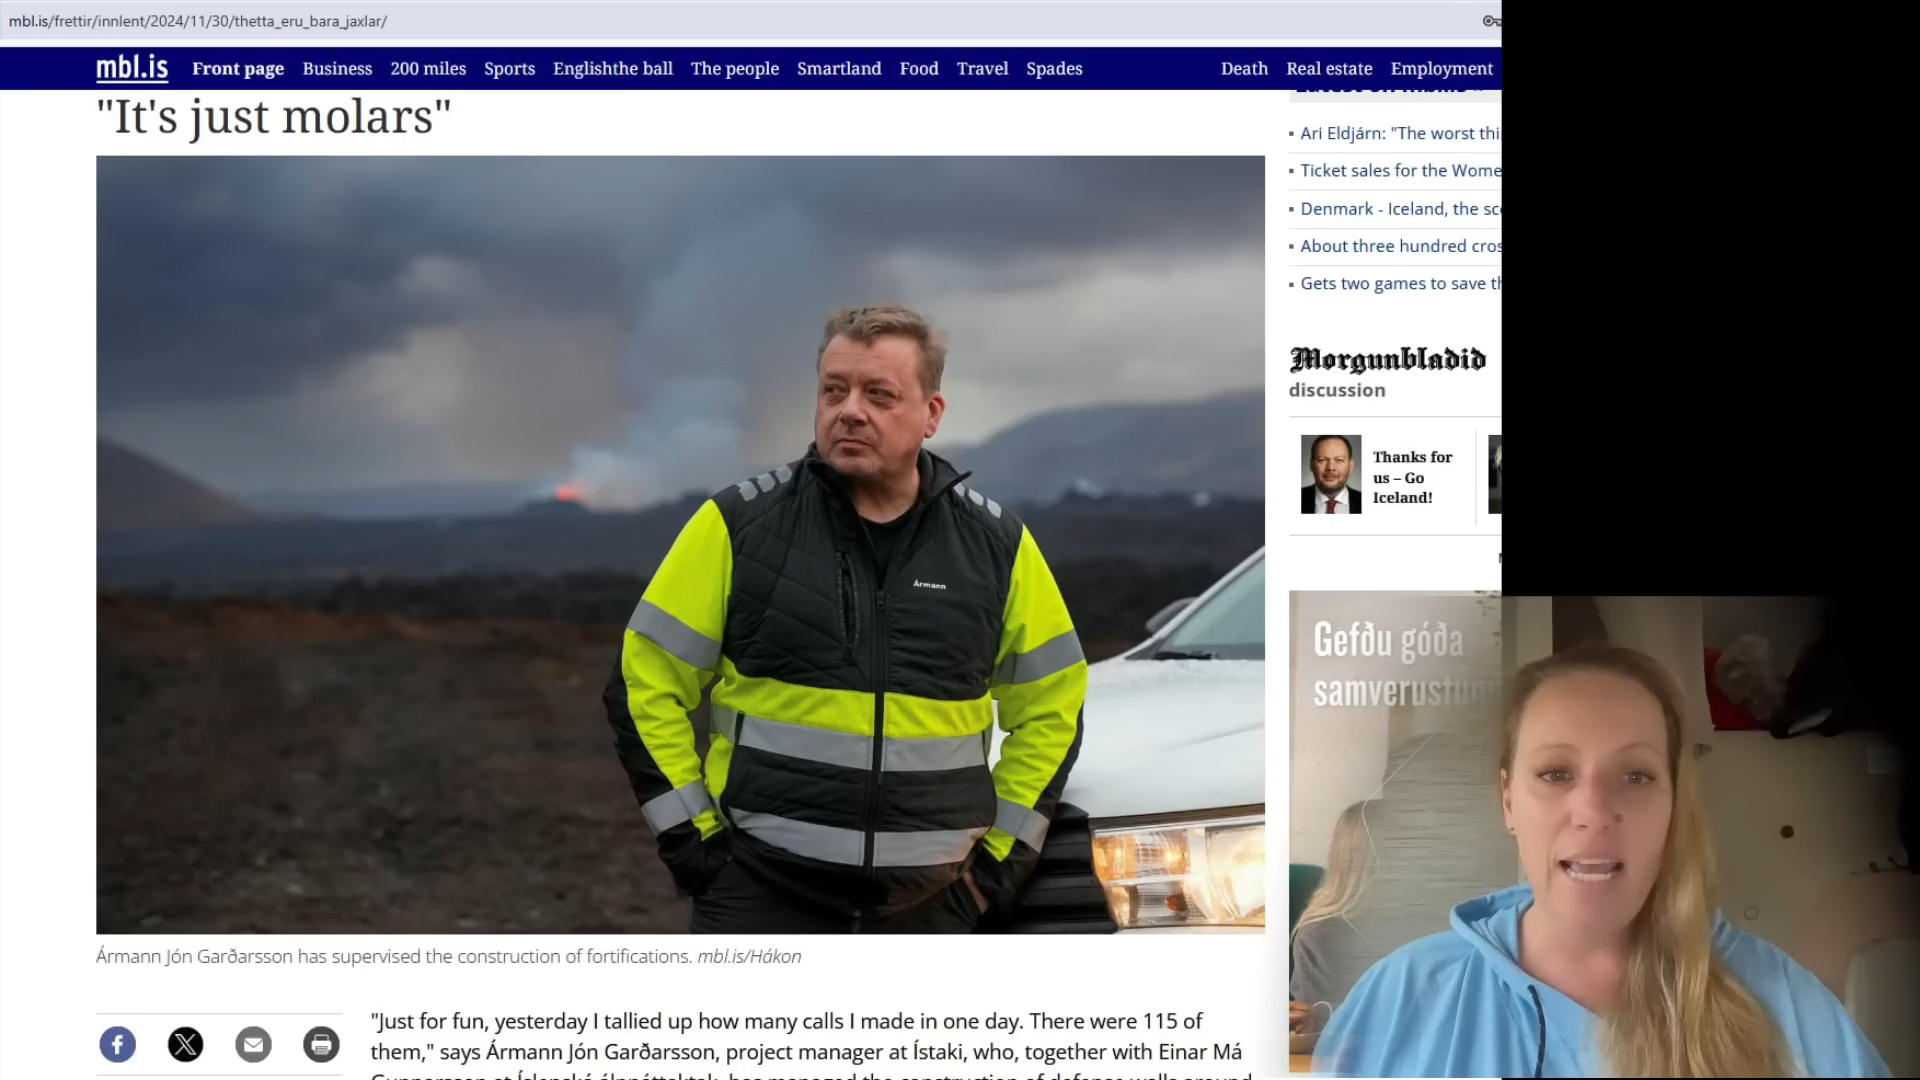 mbl.is/frettir/innlent/2024/11/30/thetta_eru_bara_jaxlar/
mbl.is Front page Business 200 miles Sports Englishthe ball The people Smartland Food Travel Spades Death Real estate Employment
"It's just molars"
Ari Eldjárn: "The worst thi
Ticket sales for the Wome
Denmark - Iceland, the sc
About three hundred cros
Gets two games to save th
Morgunbladid
discussion
Thanks for
us – Go
Iceland!
Ármann
Gefðu góða
samverustun
Ármann Jón Garðarsson has supervised the construction of fortifications. mbl.is/Hákon
"Just for fun, yesterday I tallied up how many calls I made in one day. There were 115 of
them," says Ármann Jón Garðarsson, project manager at Ístaki, who, together with Einar Má